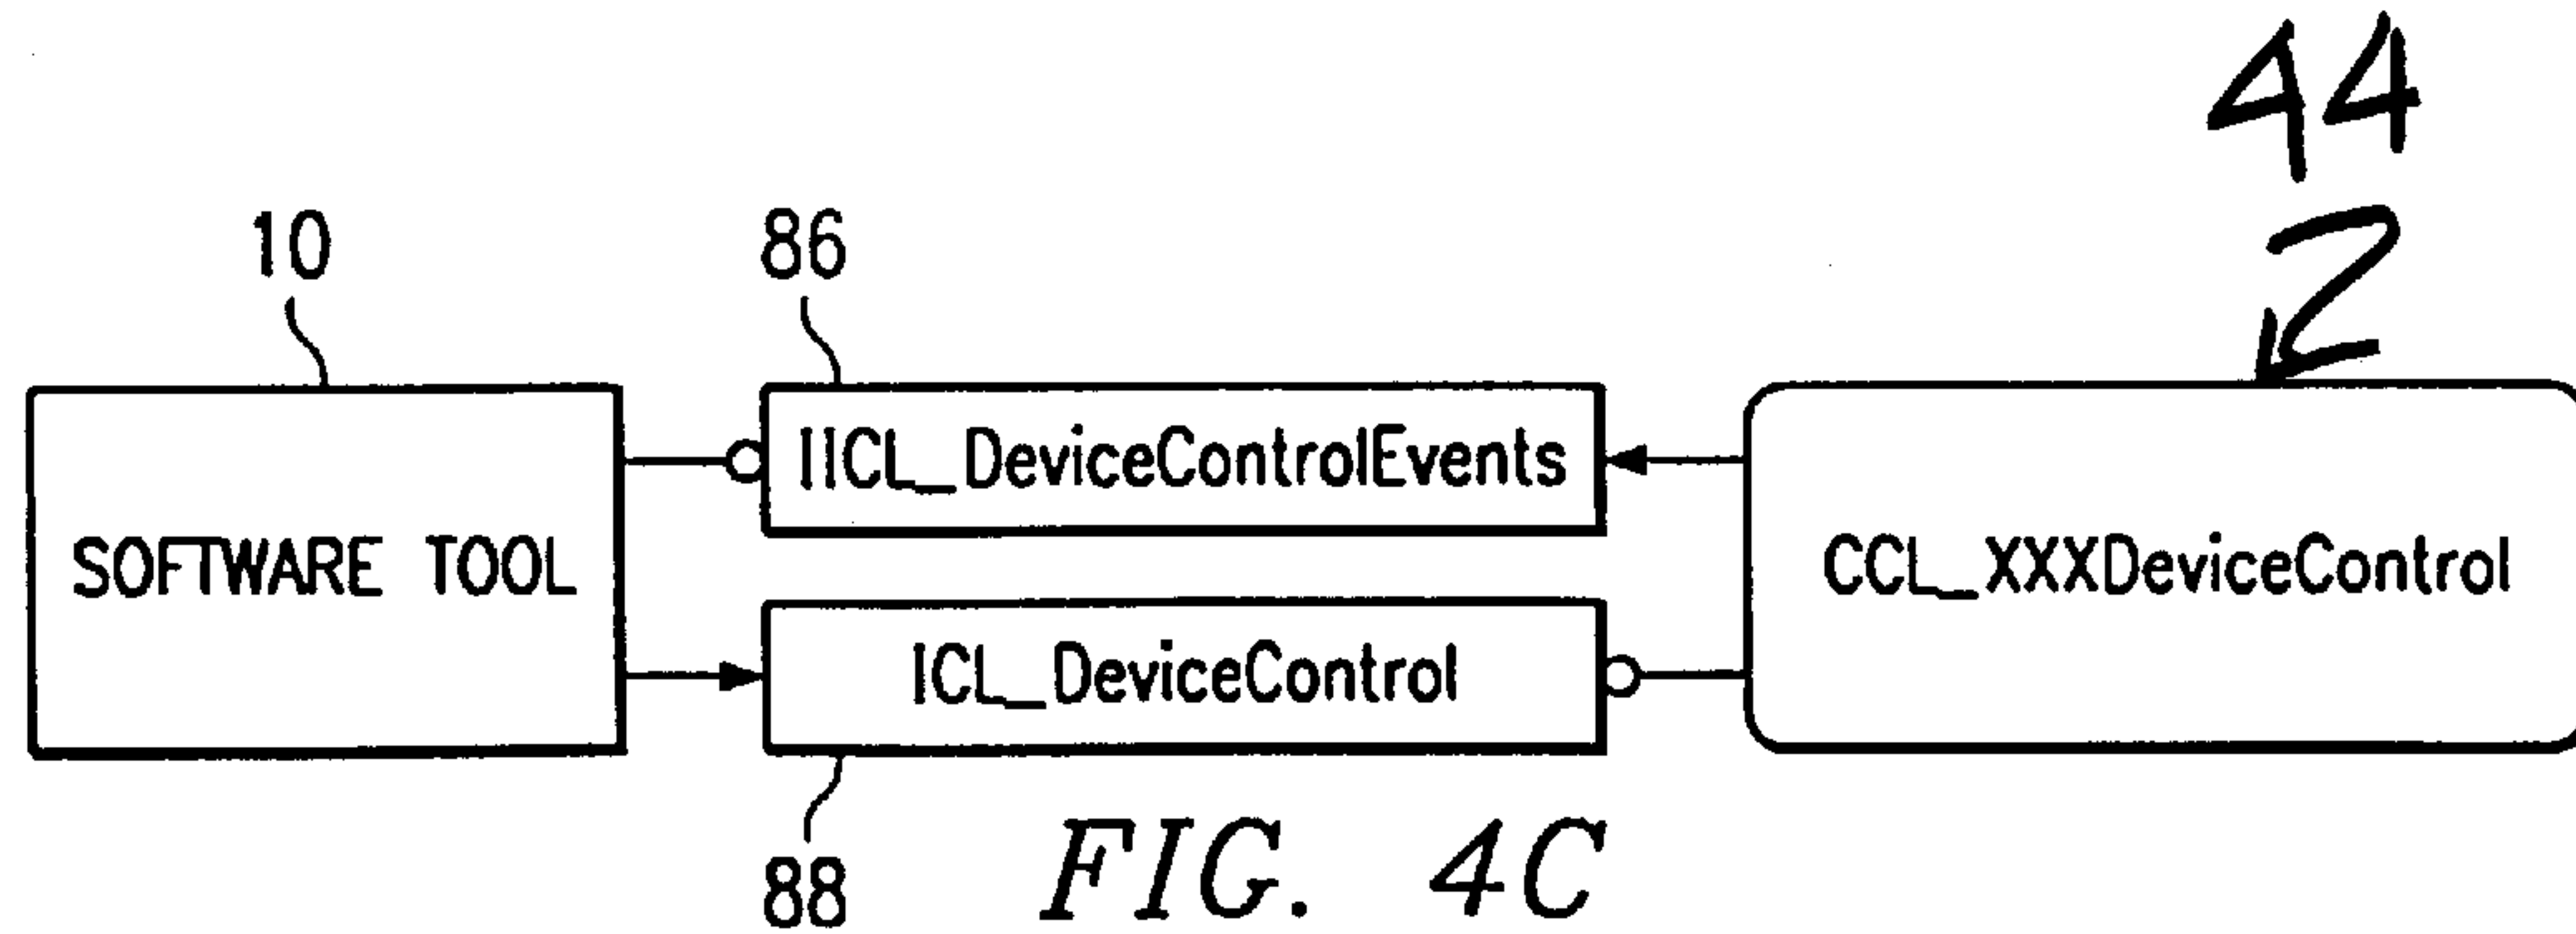 44
10
86
IICL_DeviceControlEvents
SOFTWARE TOOL
CCL_XXXDeviceControl
ICL_DeviceControl
88
FIG. 4C